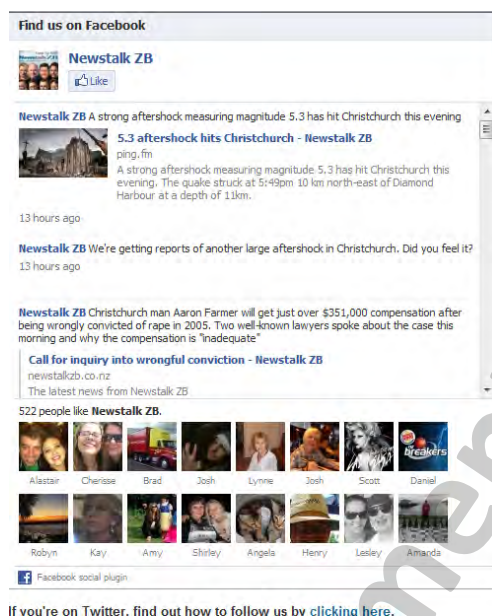 Find us on Facebook
Newstalk ZB
Like
Newstalk ZB A strong aftershock measuring magnitude 5.3 has hit Christchurch this evening
5.3 aftershock hits Christchurch - Newstalk ZB
ping.fm
A strong aftershock measuring magnitude 5.3 has hit Christchurch this
evening. The quake struck at 5:49pm 10 km north-east of Diamond
Harbour at a depth of 11km.
13 hours ago
Newstalk ZB We're getting reports of another large aftershock in Christchurch. Did you feel it?
13 hours ago
Newstalk ZB Christchurch man Aaron Farmer will get just over $351,000 compensation after
being wrongly convicted of rape in 2005. Two well-known lawyers spoke about the case this
morning and why the compensation is "inadequate"
Call for inquiry into wrongful conviction - Newstalk ZB
newstalkzb.co.nz
The latest news from Newstalk ZB
522 people like Newstalk ZB.
breakers
Alastair Cherisse Brad Josh Lynne Josh Scott Daniel
Robyn Kay Amy Shirley Angela Henry Lesley Amanda
Facebook social plugin
If you're on Twitter, find out how to follow us by clicking here.